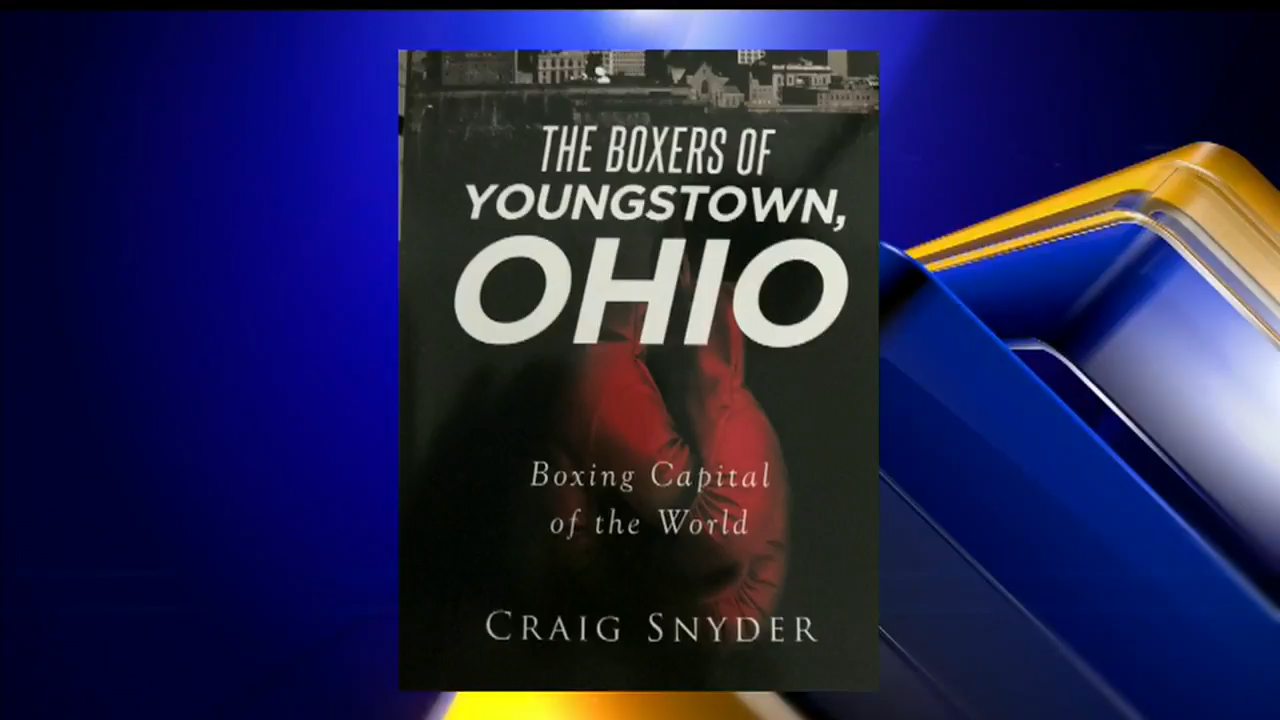 THE BOXERS OF
YOUNGSTOWN,
OHIO
Boxing Capital
of the World
CRAIG SNYDER